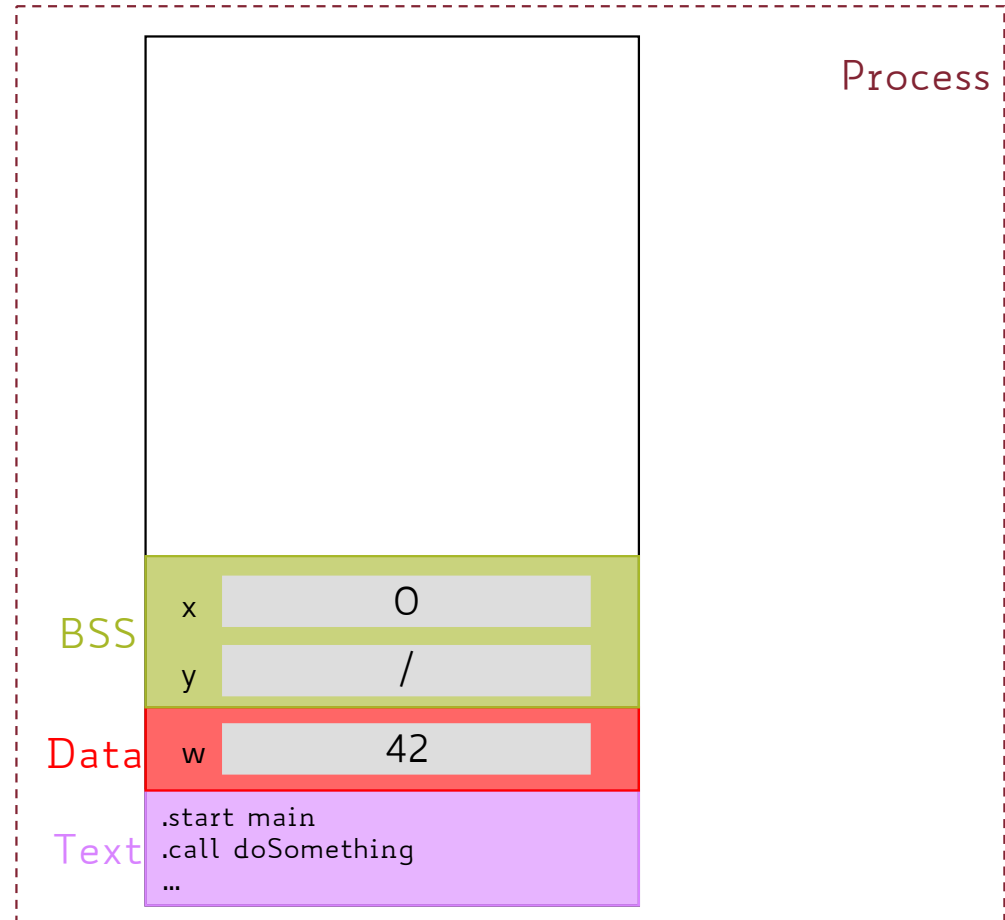 Process
BSS
x 0
y /
Data
w 42
Text
.start main
.call doSomething
...